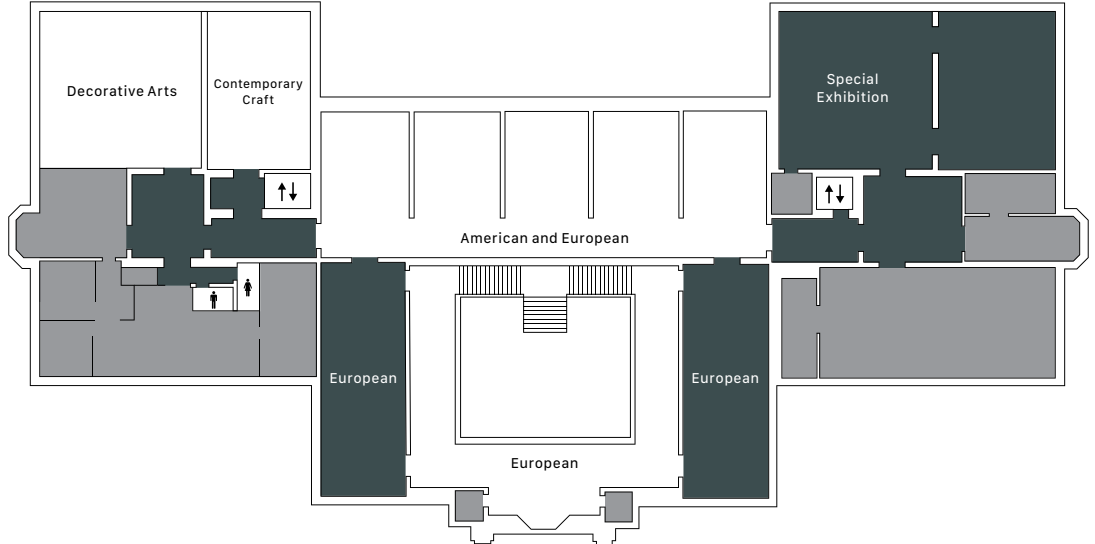 Decorative Arts
Contemporary
Craft
Special
Exhibition
American and European
European
European
European